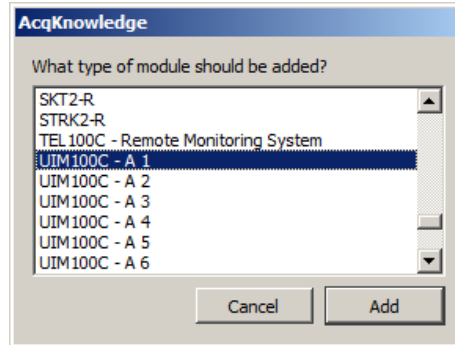 AcqKnowledge
What type of module should be added?
SKT2-R
STRK2-R
TEL100C - Remote Monitoring System
UIM100C - A 1
UIM100C - A 2
UIM100C - A 3
UIM100C - A 4
UIM100C - A 5
UIM100C - A 6
Cancel Add